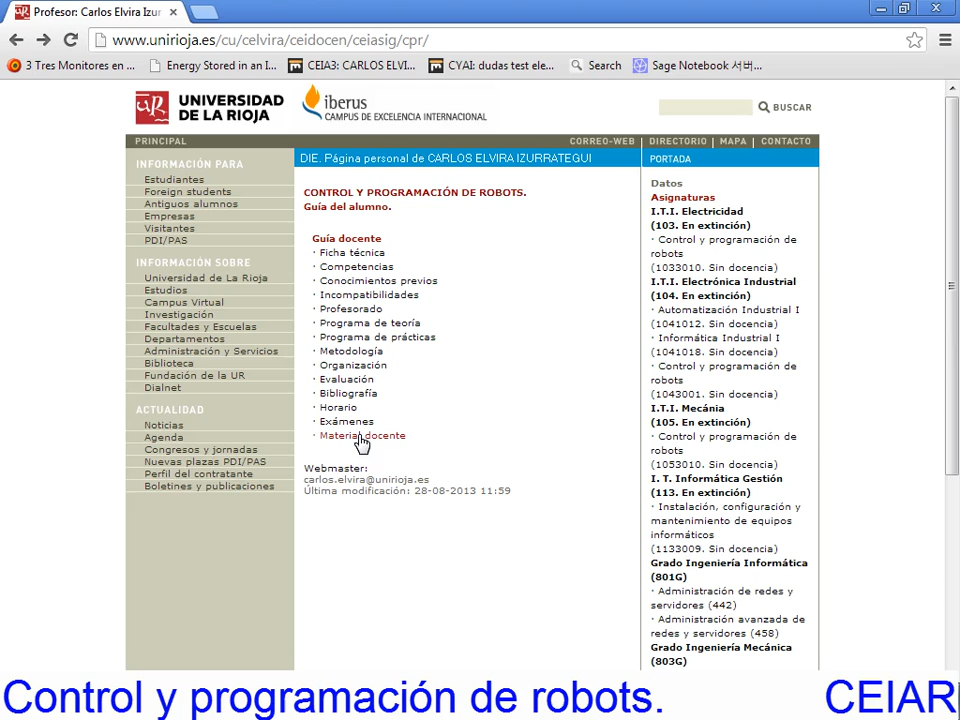 Profesor: Carlos Elvira Izur
www.unirioja.es/cu/celvira/ceidocen/ceiasig/cpr/
3 Tres Monitores en ...
Energy Stored in an I...
CEIA3: CARLOS ELVI...
CYAI: dudas test ele...
Search
Sage Notebook 서버...
UR
UNIVERSIDAD
DE LA RIOJA
iberus
CAMPUS DE EXCELENCIA INTERNACIONAL
BUSCAR
PRINCIPAL
CORREO-WEB
DIRECTORIO
MAPA
CONTACTO
INFORMACIÓN PARA
Estudiantes
Foreign students
Antiguos alumnos
Empresas
Visitantes
PDI/PAS
INFORMACIÓN SOBRE
Universidad de La Rioja
Estudios
Campus Virtual
Investigación
Facultades y Escuelas
Departamentos
Administración y Servicios
Biblioteca
Fundación de la UR
Dialnet
ACTUALIDAD
Noticias
Agenda
Congresos y jornadas
Nuevas plazas PDI/PAS
Perfil del contratante
Boletines y publicaciones
DIE. Página personal de CARLOS ELVIRA IZURRATEGUI
CONTROL Y PROGRAMACIÓN DE ROBOTS.
Guía del alumno.
Guía docente
· Ficha técnica
· Competencias
· Conocimientos previos
· Incompatibilidades
· Profesorado
· Programa de teoría
· Programa de prácticas
· Metodología
· Organización
· Evaluación
· Bibliografía
· Horario
· Exámenes
· Material docente
Webmaster:
carlos.elvira@unirioja.es
Última modificación: 28-08-2013 11:59
PORTADA
Datos
Asignaturas
I.T.I. Electricidad
(103. En extinción)
· Control y programación de
robots
(1033010. Sin docencia)
I.T.I. Electrónica Industrial
(104. En extinción)
· Automatización Industrial I
(1041012. Sin docencia)
· Informática Industrial I
(1041018. Sin docencia)
· Control y programación de
robots
(1043001. Sin docencia)
I.T.I. Mecánia
(105. En extinción)
· Control y programación de
robots
(1053010. Sin docencia)
I. T. Informática Gestión
(113. En extinción)
· Instalación, configuración y
mantenimiento de equipos
informáticos
(1133009. Sin docencia)
Grado Ingeniería Informática
(801G)
· Administración de redes y
servidores (442)
· Administración avanzada de
redes y servidores (458)
Grado Ingeniería Mecánica
(803G)
Control y programación de robots. CEIAR